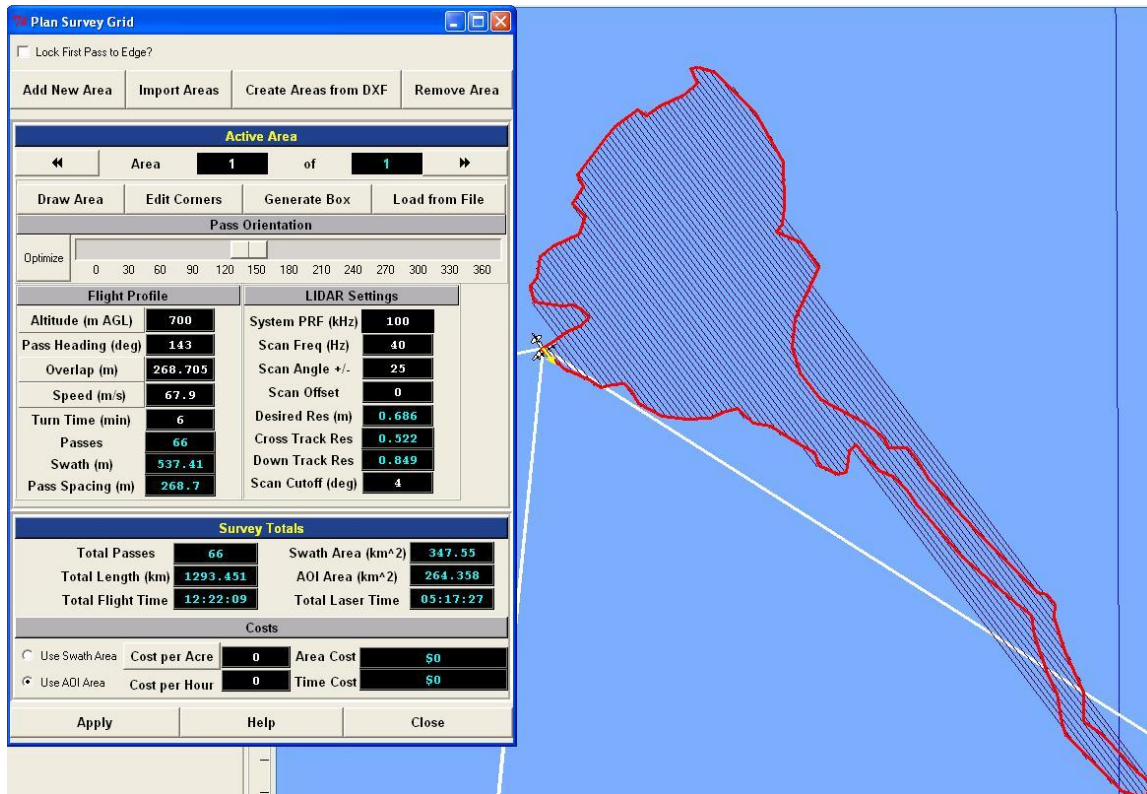 Plan Survey Grid
Lock First Pass to Edge?
Add New Area Import Areas Create Areas from DXF Remove Area
Active Area
Area 1 of 1
Draw Area Edit Corners Generate Box Load from File
Pass Orientation
Optimize
0 30 60 90 120 150 180 210 240 270 300 330 360
Flight Profile LIDAR Settings
Altitude (m AGL) 700 System PRF (kHz) 100
Pass Heading (deg) 143 Scan Freq (Hz) 40
Overlap (m) 268.705 Scan Angle +/- 25
Speed (m/s) 67.9 Scan Offset 0
Turn Time (min) 6 Desired Res (m) 0.686
Passes 66 Cross Track Res 0.522
Swath (m) 537.41 Down Track Res 0.849
Pass Spacing (m) 268.7 Scan Cutoff (deg) 4
Survey Totals
Total Passes 66 Swath Area (km^2) 347.55
Total Length (km) 1293.451 AOI Area (km^2) 264.358
Total Flight Time 12:22:09 Total Laser Time 05:17:27
Costs
Use Swath Area Cost per Acre 0 Area Cost $0
Use AOI Area Cost per Hour 0 Time Cost $0
Apply Help Close